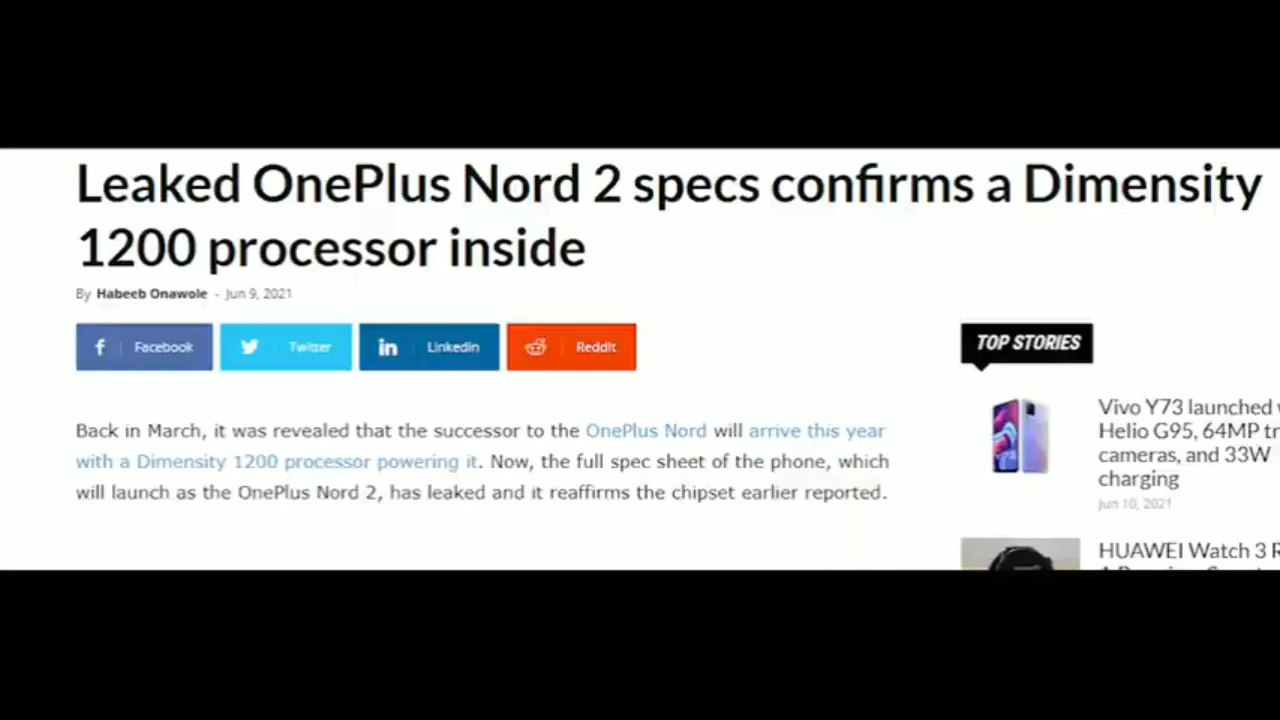 Leaked OnePlus Nord 2 specs confirms a Dimensity
1200 processor inside
By Habeeb Onawole - Jun 9, 2021
Facebook
Twitter
Linkedin
ReddIt
TOP STORIES
Back in March, it was revealed that the successor to the OnePlus Nord will arrive this year
with a Dimensity 1200 processor powering it. Now, the full spec sheet of the phone, which
will launch as the OnePlus Nord 2, has leaked and it reaffirms the chipset earlier reported.
Vivo Y73 launched
Helio G95, 64MP
cameras, and 33W
charging
Jun 10, 2021
HUAWEI Watch 3